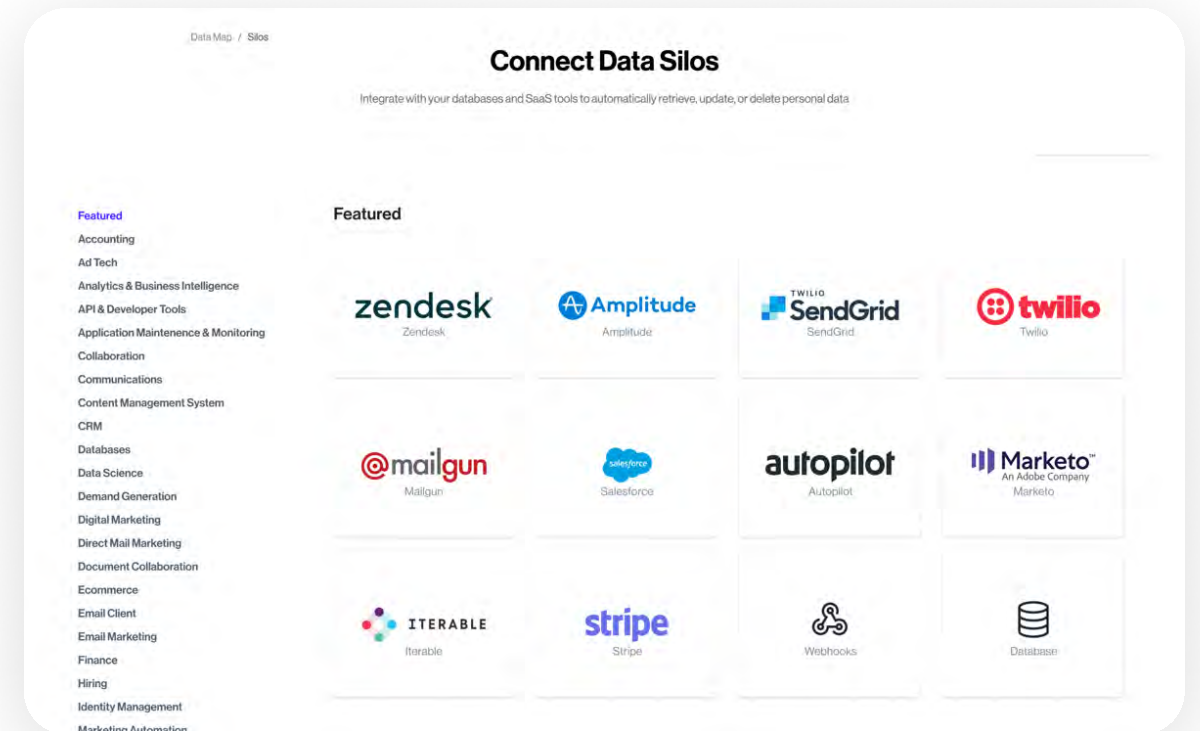 Data Map / Silos
Connect Data Silos
Integrate with your databases and SaaS tools to automatically retrieve, update, or delete personal data
Featured
Accounting
Ad Tech
Analytics & Business Intelligence
API & Developer Tools
Application Maintenence & Monitoring
Collaboration
Communications
Content Management System
CRM
Databases
Data Science
Demand Generation
Digital Marketing
Direct Mail Marketing
Document Collaboration
Ecommerce
Email Client
Email Marketing
Finance
Hiring
Identity Management
Marketing Automation
Featured
zendesk
Zendesk
Amplitude
Amplitude
TWILIO
SendGrid
SendGrid
twilio
Twilio
@mailgun
Mailgun
salesforce
Salesforce
autopilot
Autopilot
Marketo™
An Adobe Company
Marketo
ITERABLE
Iterable
stripe
Stripe
Webhooks
Database